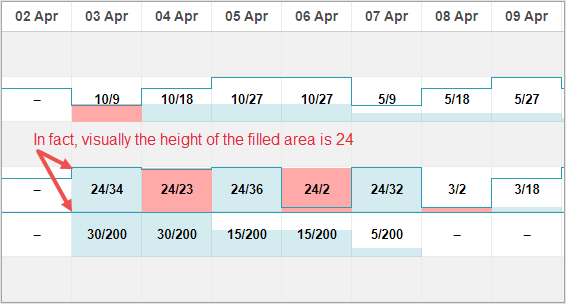 02 Apr 03 Apr 04 Apr 05 Apr 06 Apr 07 Apr 08 Apr 09 Apr
– 10/9 10/18 10/27 10/27 5/9 5/18 5/27
In fact, visually the height of the filled area is 24
– 24/34 24/23 24/36 24/2 24/32 3/2 3/18
– 30/200 30/200 15/200 15/200 5/200 – –